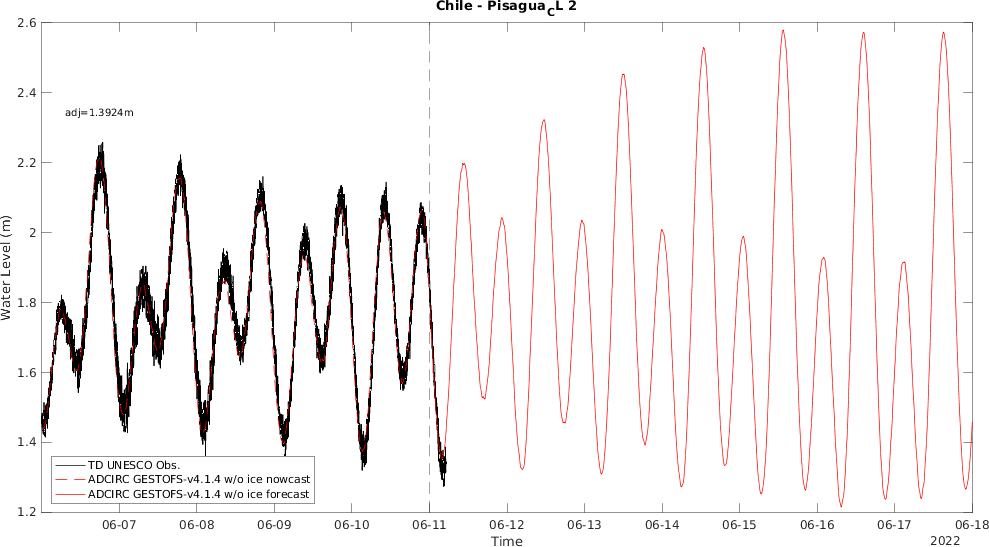 Chile - Pisagua_CL 2
2.6
2.4
2.2
2
1.8
1.6
1.4
1.2
Water Level (m)
adj=1.3924m
TD UNESCO Obs.
ADCIRC GESTOFS-v4.1.4 w/o ice nowcast
ADCIRC GESTOFS-v4.1.4 w/o ice forecast
06-07 06-08 06-09 06-10 06-11 06-12 06-13 06-14 06-15 06-16 06-17 06-18
Time
2022